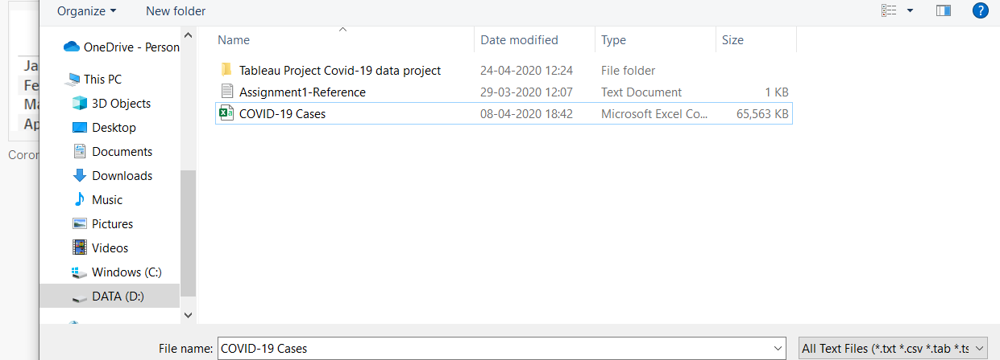 Organize New folder
Name Date modified Type Size
OneDrive - Person
This PC
3D Objects
Desktop
Documents
Downloads
Music
Pictures
Videos
Windows (C:)
DATA (D:)
Tableau Project Covid-19 data project 24-04-2020 12:24 File folder
Assignment1-Reference 29-03-2020 12:07 Text Document 1 KB
COVID-19 Cases 08-04-2020 18:42 Microsoft Excel Co... 65,563 KB
Ja
Fe
Ma
Ap
Coror
File name: COVID-19 Cases All Text Files (*.txt *.csv *.tab *.ts
?